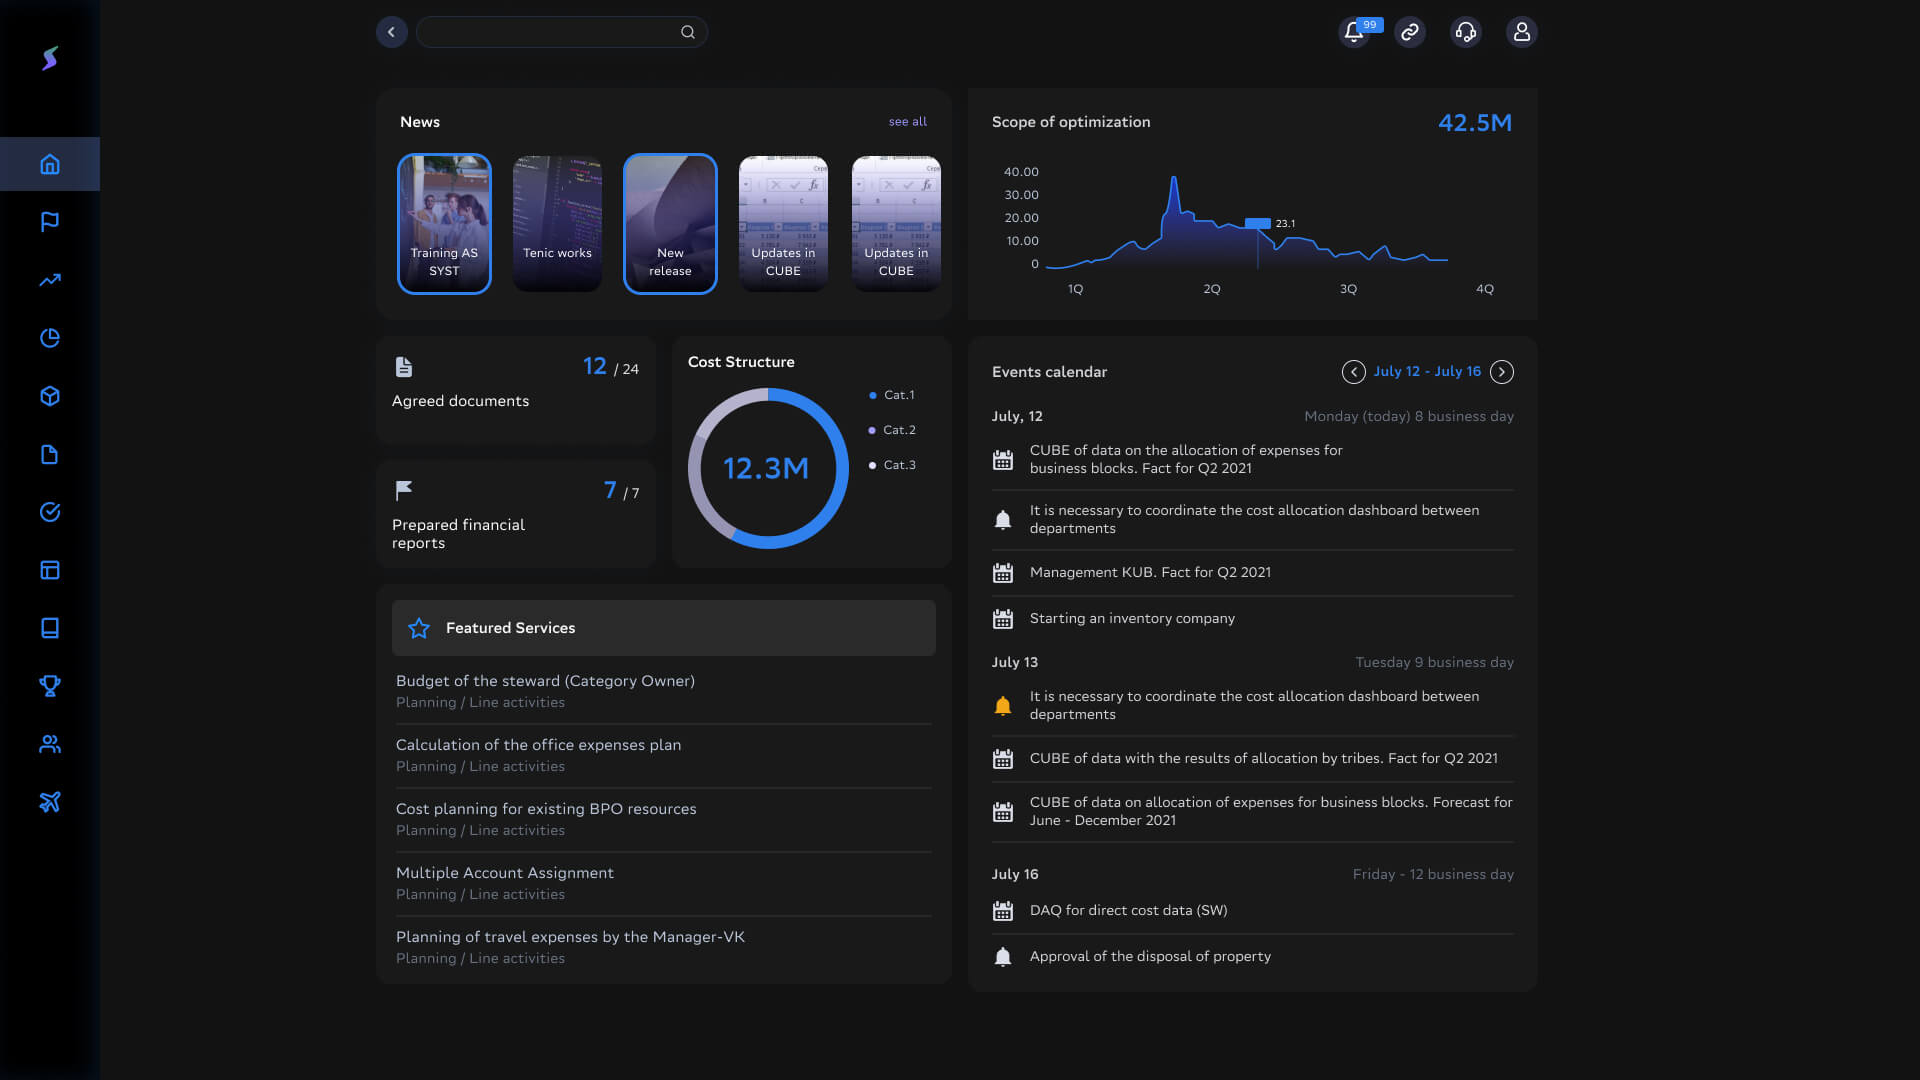 99
News
see all
Training AS
SYST
Tenic works
New
release
Updates in
CUBE
Updates in
CUBE
Scope of optimization
42.5M
40.00
30.00
20.00
10.00
0
23.1
1Q
2Q
3Q
4Q
12 / 24
Agreed documents
7 / 7
Prepared financial
reports
Cost Structure
12.3M
Cat.1
Cat.2
Cat.3
Featured Services
Budget of the steward (Category Owner)
Planning / Line activities
Calculation of the office expenses plan
Planning / Line activities
Cost planning for existing BPO resources
Planning / Line activities
Multiple Account Assignment
Planning / Line activities
Planning of travel expenses by the Manager-VK
Planning / Line activities
Events calendar
July 12 - July 16
July, 12
Monday (today) 8 business day
CUBE of data on the allocation of expenses for
business blocks. Fact for Q2 2021
It is necessary to coordinate the cost allocation dashboard between
departments
Management KUB. Fact for Q2 2021
Starting an inventory company
July 13
Tuesday 9 business day
It is necessary to coordinate the cost allocation dashboard between
departments
CUBE of data with the results of allocation by tribes. Fact for Q2 2021
CUBE of data on allocation of expenses for business blocks. Forecast for
June - December 2021
July 16
Friday - 12 business day
DAQ for direct cost data (SW)
Approval of the disposal of property